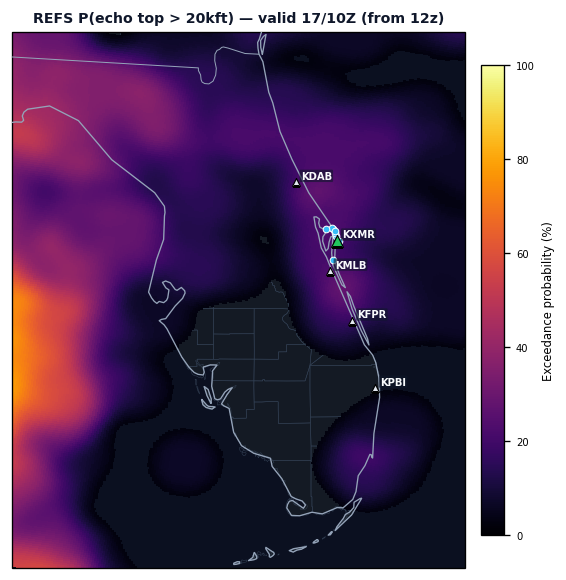 REFS P(echo top > 20kft) — valid 17/10Z (from 12z)
KDAB
KXMR
KMLB
KFPR
KPBI
100
80
60
40
20
0
Exceedance probability (%)